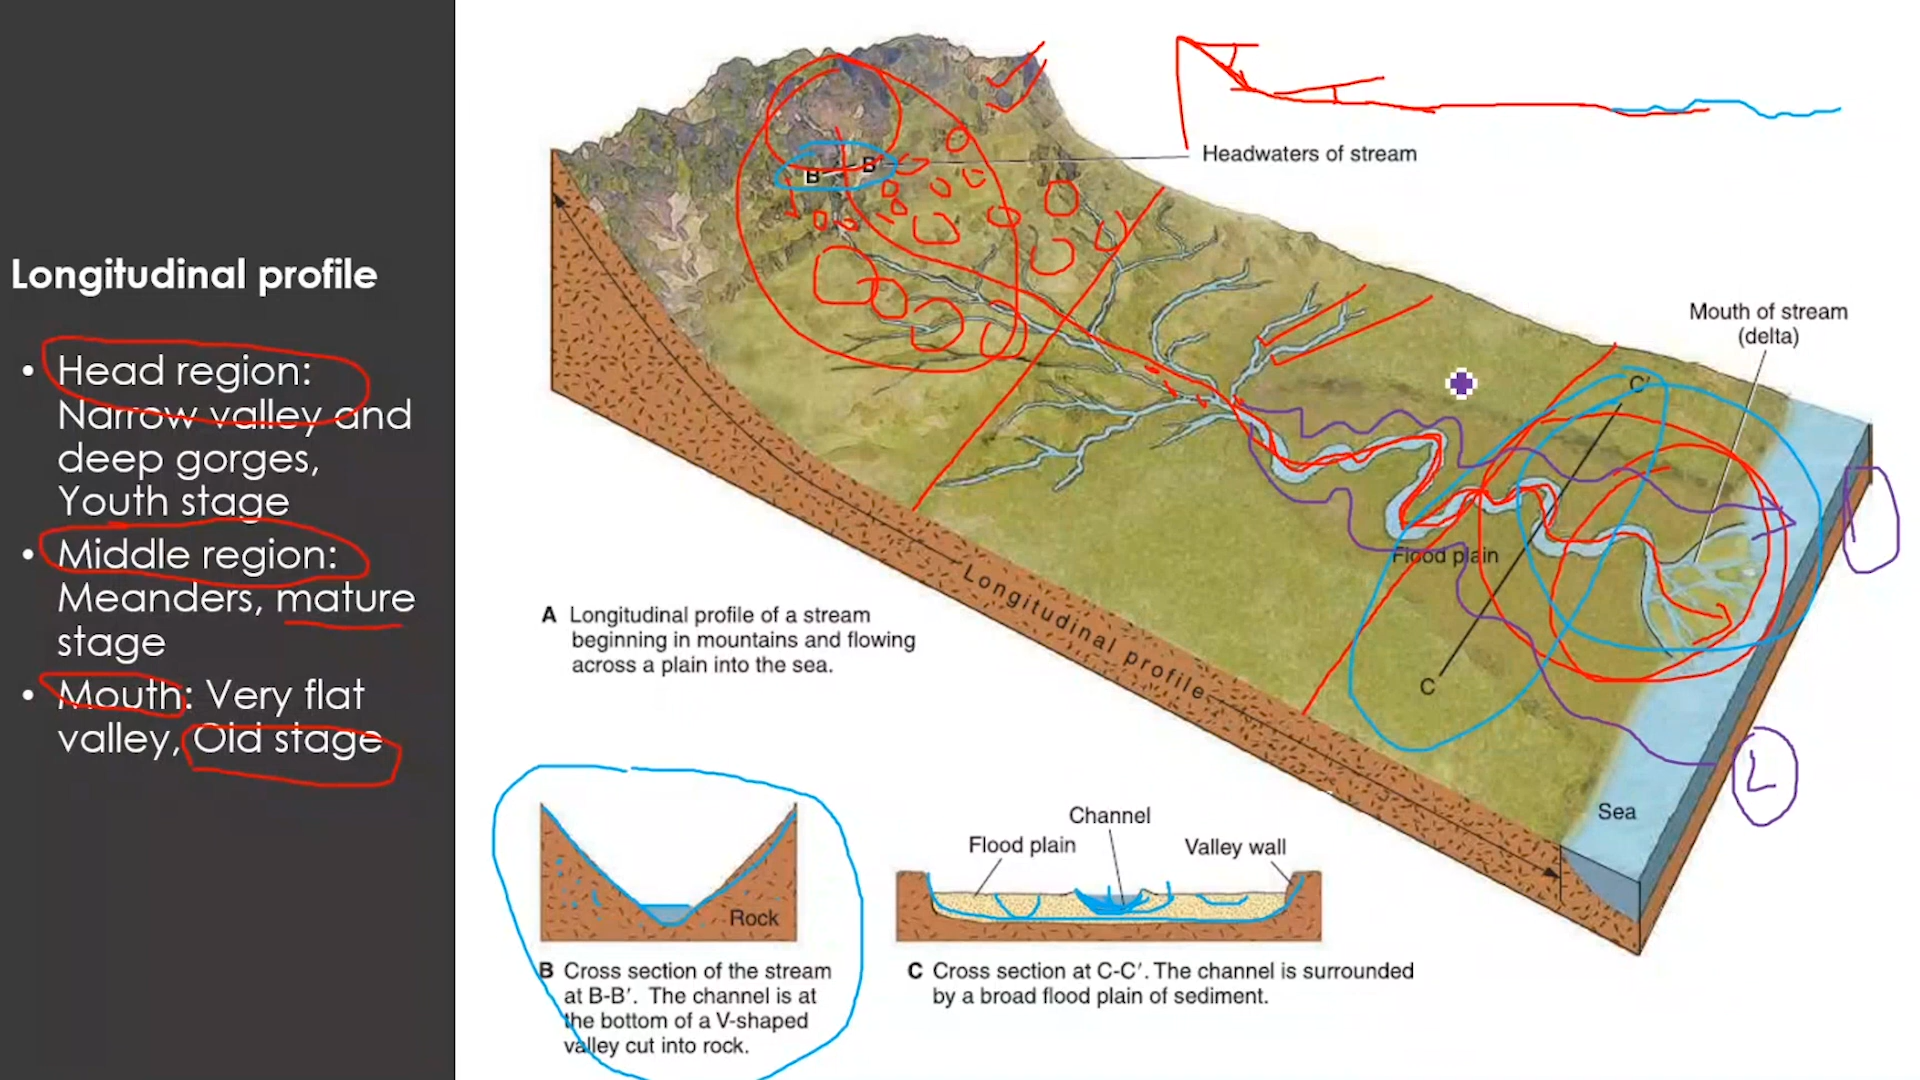 Longitudinal profile
• Head region:
Narrow valley and
deep gorges,
Youth stage
• Middle region:
Meanders, mature
stage
• Mouth: Very flat
valley, Old stage
Headwaters of stream
B B'
Mouth of stream
(delta)
C'
Flood plain
C
Longitudinal profile
Sea
L
A Longitudinal profile of a stream
beginning in mountains and flowing
across a plain into the sea.
Rock
B Cross section of the stream
at B-B′. The channel is at
the bottom of a V-shaped
valley cut into rock.
Channel
Flood plain
Valley wall
C Cross section at C-C′. The channel is surrounded
by a broad flood plain of sediment.